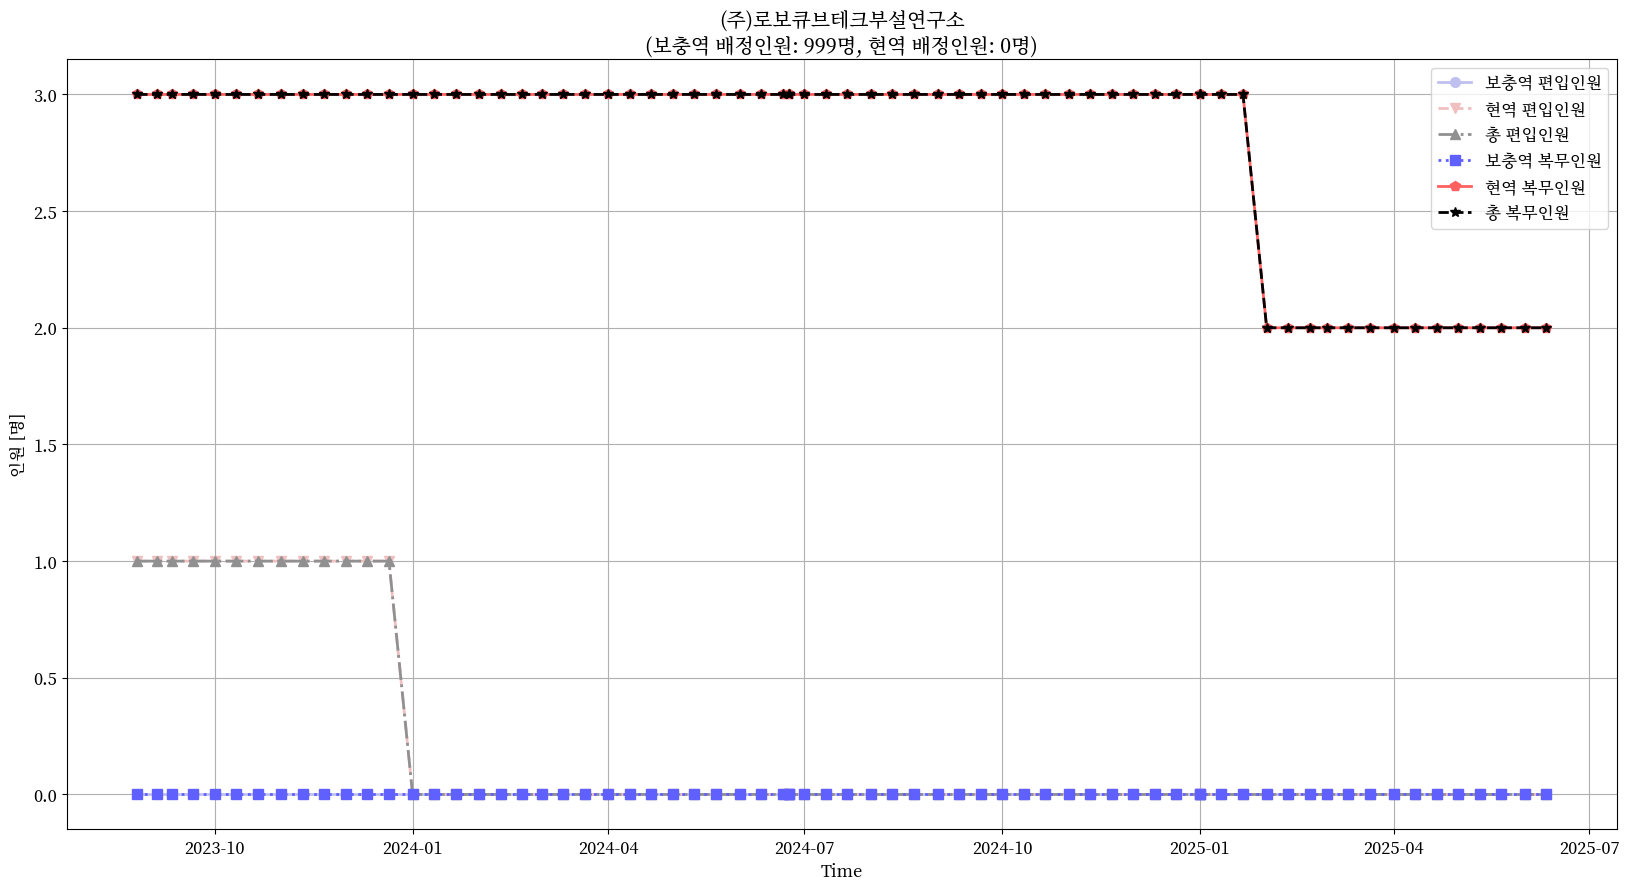 (주)로보큐브테크부설연구소
(보충역 배정인원: 999명, 현역 배정인원: 0명)
보충역 편입인원
현역 편입인원
총 편입인원
보충역 복무인원
현역 복무인원
총 복무인원
인원 [명]
3.0
2.5
2.0
1.5
1.0
0.5
0.0
2023-10 2024-01 2024-04 2024-07 2024-10 2025-01 2025-04 2025-07
Time